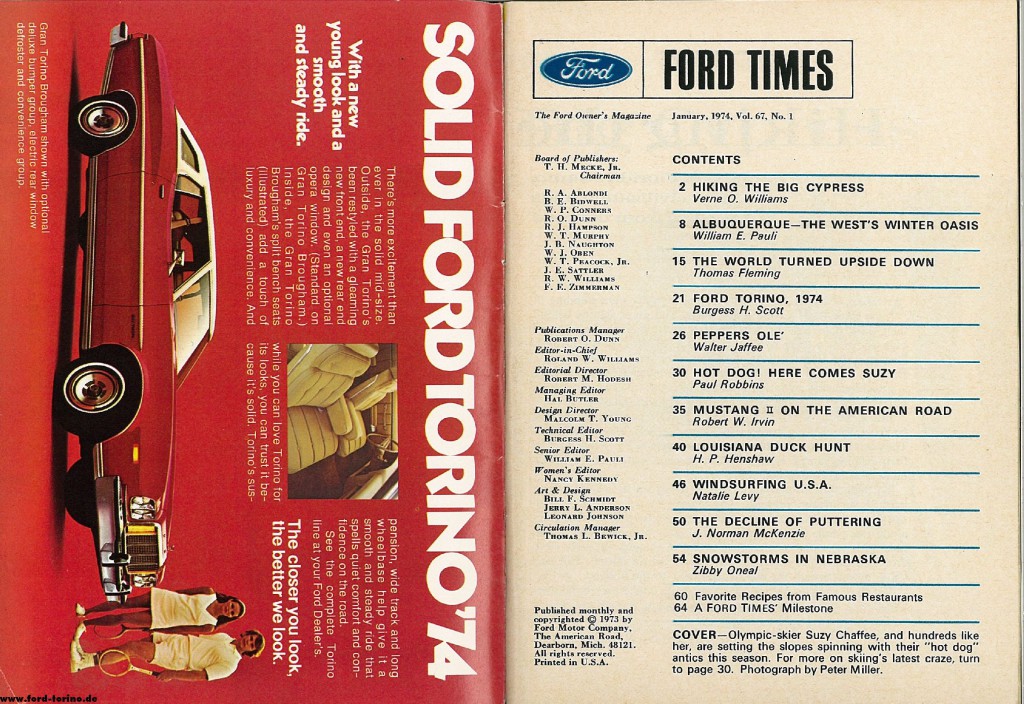 SOLID FORD TORINO '74
With a new
young look and a
smooth
and steady ride.
There's more excitement than
ever in the solid mid-size.
Outside, the Gran Torino's
been restyled with a gleaming
new front end, a new rear end
design and even an optional
opera window. (Standard on
Gran Torino Brougham.)
Inside, the Gran Torino
Brougham's split bench seats
(illustrated) add a touch of
luxury and convenience. And
while you can love Torino for
its looks, you can trust it be-
cause it's solid. Torino's sus-
pension, wide track and long
wheelbase help give it a
smooth and steady ride that
spells quiet comfort and con-
fidence on the road.
See the complete Torino
line at your Ford Dealer's.
The closer you look,
the better we look.
Gran Torino Brougham shown with optional
deluxe bumper group, electric rear window
defroster and convenience group.
www.ford-torino.de
Ford
FORD TIMES
The Ford Owner's Magazine
January, 1974, Vol. 67, No. 1
Board of Publishers:
T. H. MECKE, JR.
Chairman
R. A. ABLONDI
B. E. BIDWELL
W. P. CONNERS
R. O. DUNN
R. J. HAMPSON
W. T. MURPHY
J. B. NAUGHTON
W. J. OBEN
W. T. PEACOCK, JR.
J. E. SATTLER
R. W. WILLIAMS
F. E. ZIMMERMAN
Publications Manager
ROBERT O. DUNN
Editor-in-Chief
ROLAND W. WILLIAMS
Editorial Director
ROBERT M. HODESH
Managing Editor
HAL BUTLER
Design Director
MALCOLM T. YOUNG
Technical Editor
BURGESS H. SCOTT
Senior Editor
WILLIAM E. PAULI
Women's Editor
NANCY KENNEDY
Art & Design
BILL F. SCHMIDT
JERRY L. ANDERSON
LEONARD JOHNSON
Circulation Manager
THOMAS L. BEWICK, JR.
Published monthly and
copyrighted © 1973 by
Ford Motor Company,
The American Road,
Dearborn, Mich. 48121.
All rights reserved.
Printed in U.S.A.
CONTENTS
2 HIKING THE BIG CYPRESS
Verne O. Williams
8 ALBUQUERQUE—THE WEST'S WINTER OASIS
William E. Pauli
15 THE WORLD TURNED UPSIDE DOWN
Thomas Fleming
21 FORD TORINO, 1974
Burgess H. Scott
26 PEPPERS OLE'
Walter Jaffee
30 HOT DOG! HERE COMES SUZY
Paul Robbins
35 MUSTANG II ON THE AMERICAN ROAD
Robert W. Irvin
40 LOUISIANA DUCK HUNT
H. P. Henshaw
46 WINDSURFING U.S.A.
Natalie Levy
50 THE DECLINE OF PUTTERING
J. Norman McKenzie
54 SNOWSTORMS IN NEBRASKA
Zibby Oneal
60 Favorite Recipes from Famous Restaurants
64 A FORD TIMES' Milestone
COVER—Olympic-skier Suzy Chaffee, and hundreds like
her, are setting the slopes spinning with their "hot dog"
antics this season. For more on skiing's latest craze, turn
to page 30. Photograph by Peter Miller.